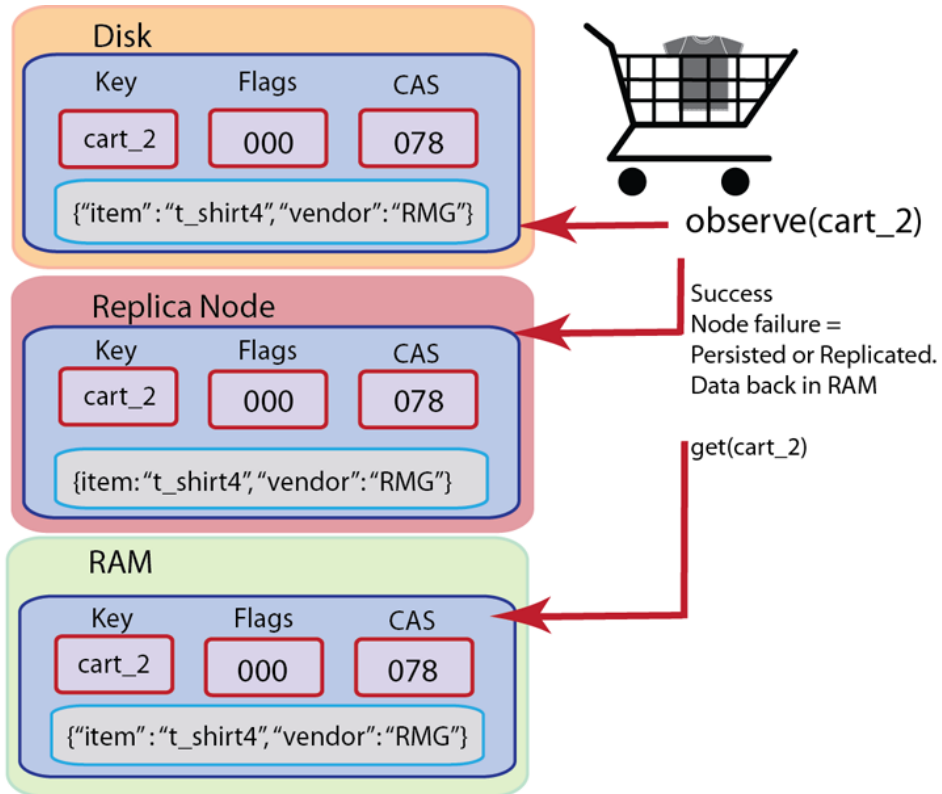 Disk
Key Flags CAS
cart_2 000 078
{“item”:“t_shirt4”, “vendor”:“RMG”}
observe(cart_2)
Replica Node
Key Flags CAS
cart_2 000 078
{item:“t_shirt4”, “vendor”:“RMG”}
Success
Node failure =
Persisted or Replicated.
Data back in RAM
get(cart_2)
RAM
Key Flags CAS
cart_2 000 078
{“item”:“t_shirt4”, “vendor”:“RMG”}